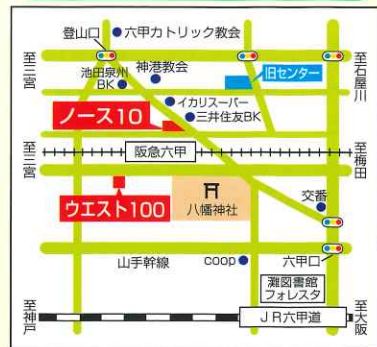 登山口
六甲カトリック教会
至三宮
至石屋川
神港教会
池田泉州
BK
旧センター
イカリスーパー
三井住友BK
ノース10
阪急六甲
至三宮
至梅田
ウエスト100
八幡神社
交番
山手幹線
coop
六甲口
灘図書館
フォレスタ
至神戸
JR六甲道
至大阪